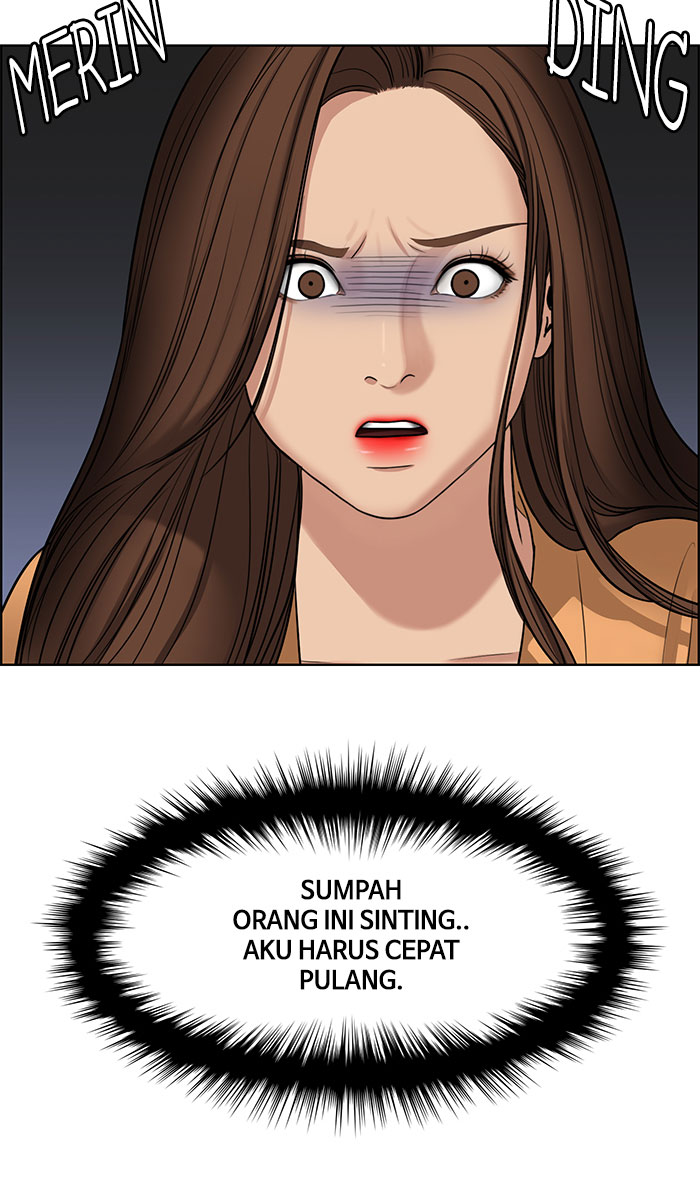 MERIN
DING
SUMPAH
ORANG INI SINTING..
AKU HARUS CEPAT
PULANG.